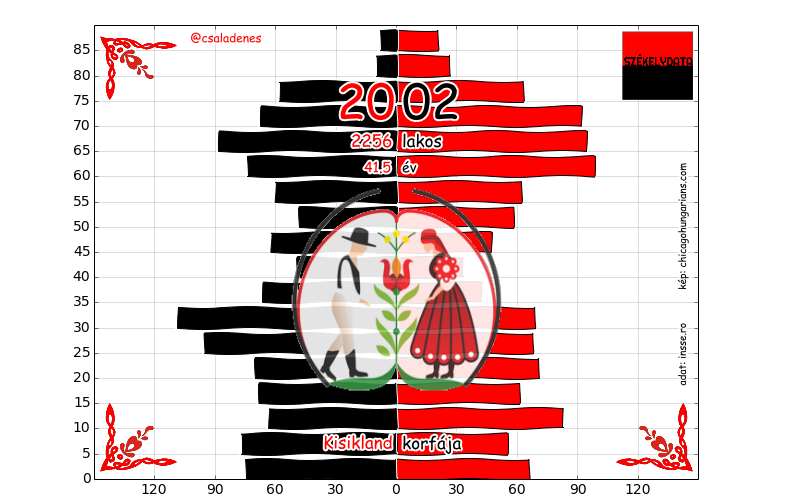 @csaladenes
SZÉKELYDATA
2002
2256 lakos
41.5 év
kép: chicagohungarians.com
adat: insse.ro
Kisikland korfája
85
80
75
70
65
60
55
50
45
40
35
30
25
20
15
10
5
0
120 90 60 30 0 30 60 90 120